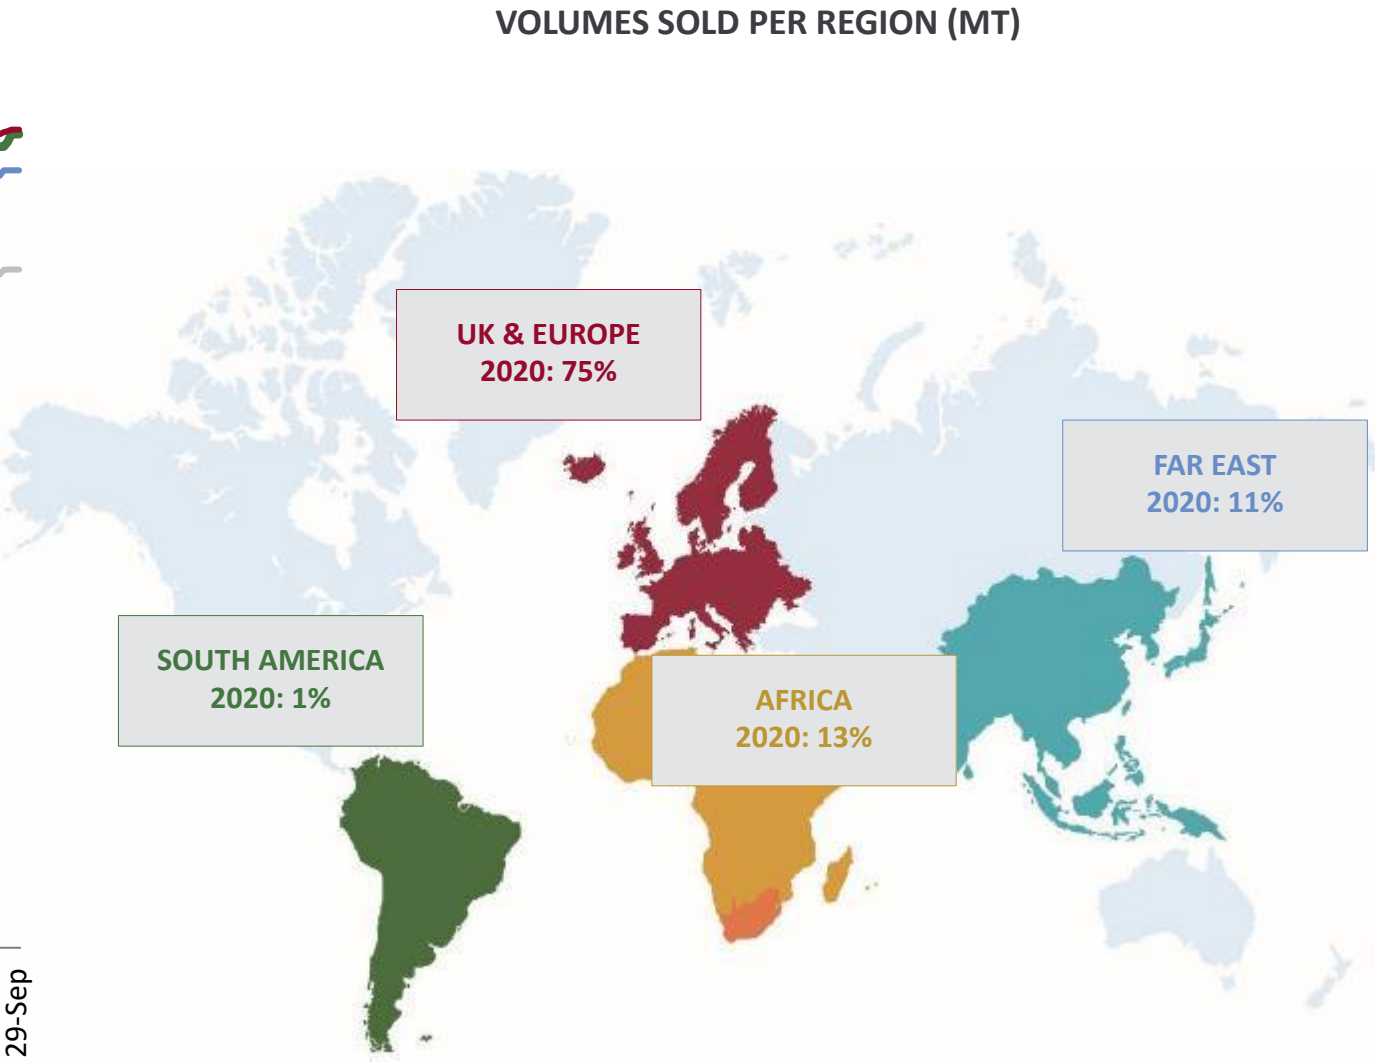 VOLUMES SOLD PER REGION (MT)
UK & EUROPE
2020: 75%
FAR EAST
2020: 11%
SOUTH AMERICA
2020: 1%
AFRICA
2020: 13%
29-Sep